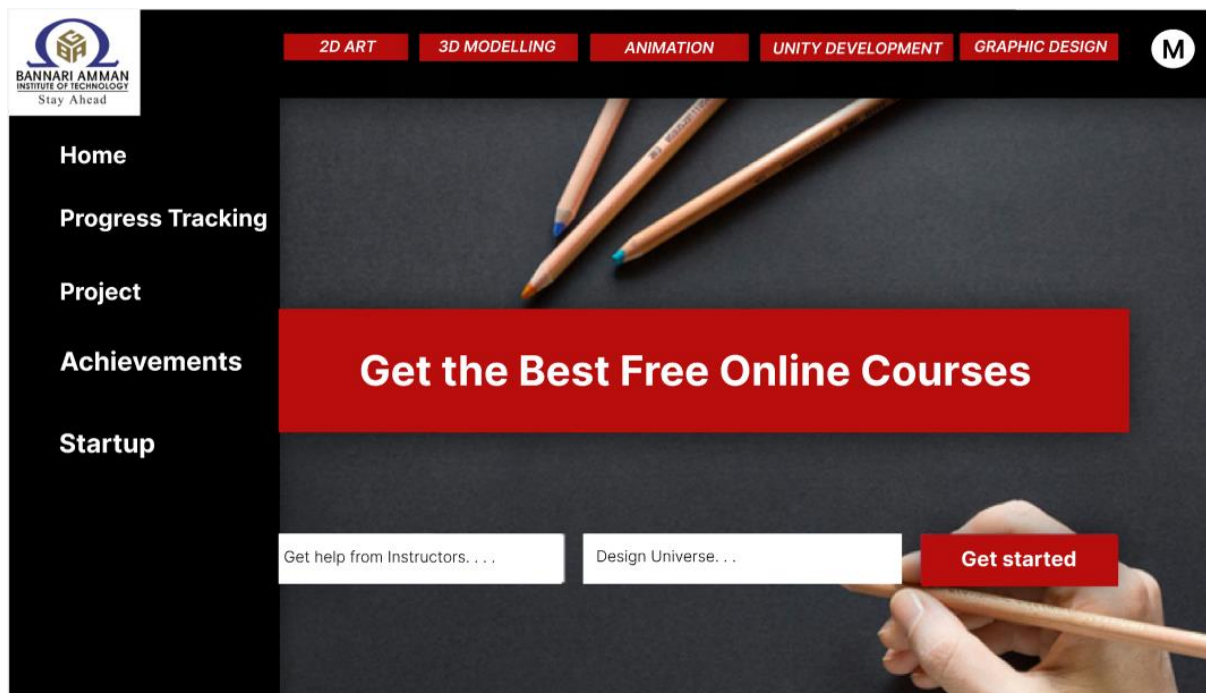 BANNARI AMMAN
INSTITUTE OF TECHNOLOGY
Stay Ahead
2D ART
3D MODELLING
ANIMATION
UNITY DEVELOPMENT
GRAPHIC DESIGN
M
Home
Progress Tracking
Project
Achievements
Startup
Get the Best Free Online Courses
Get help from Instructors. . . .
Design Universe. . .
Get started